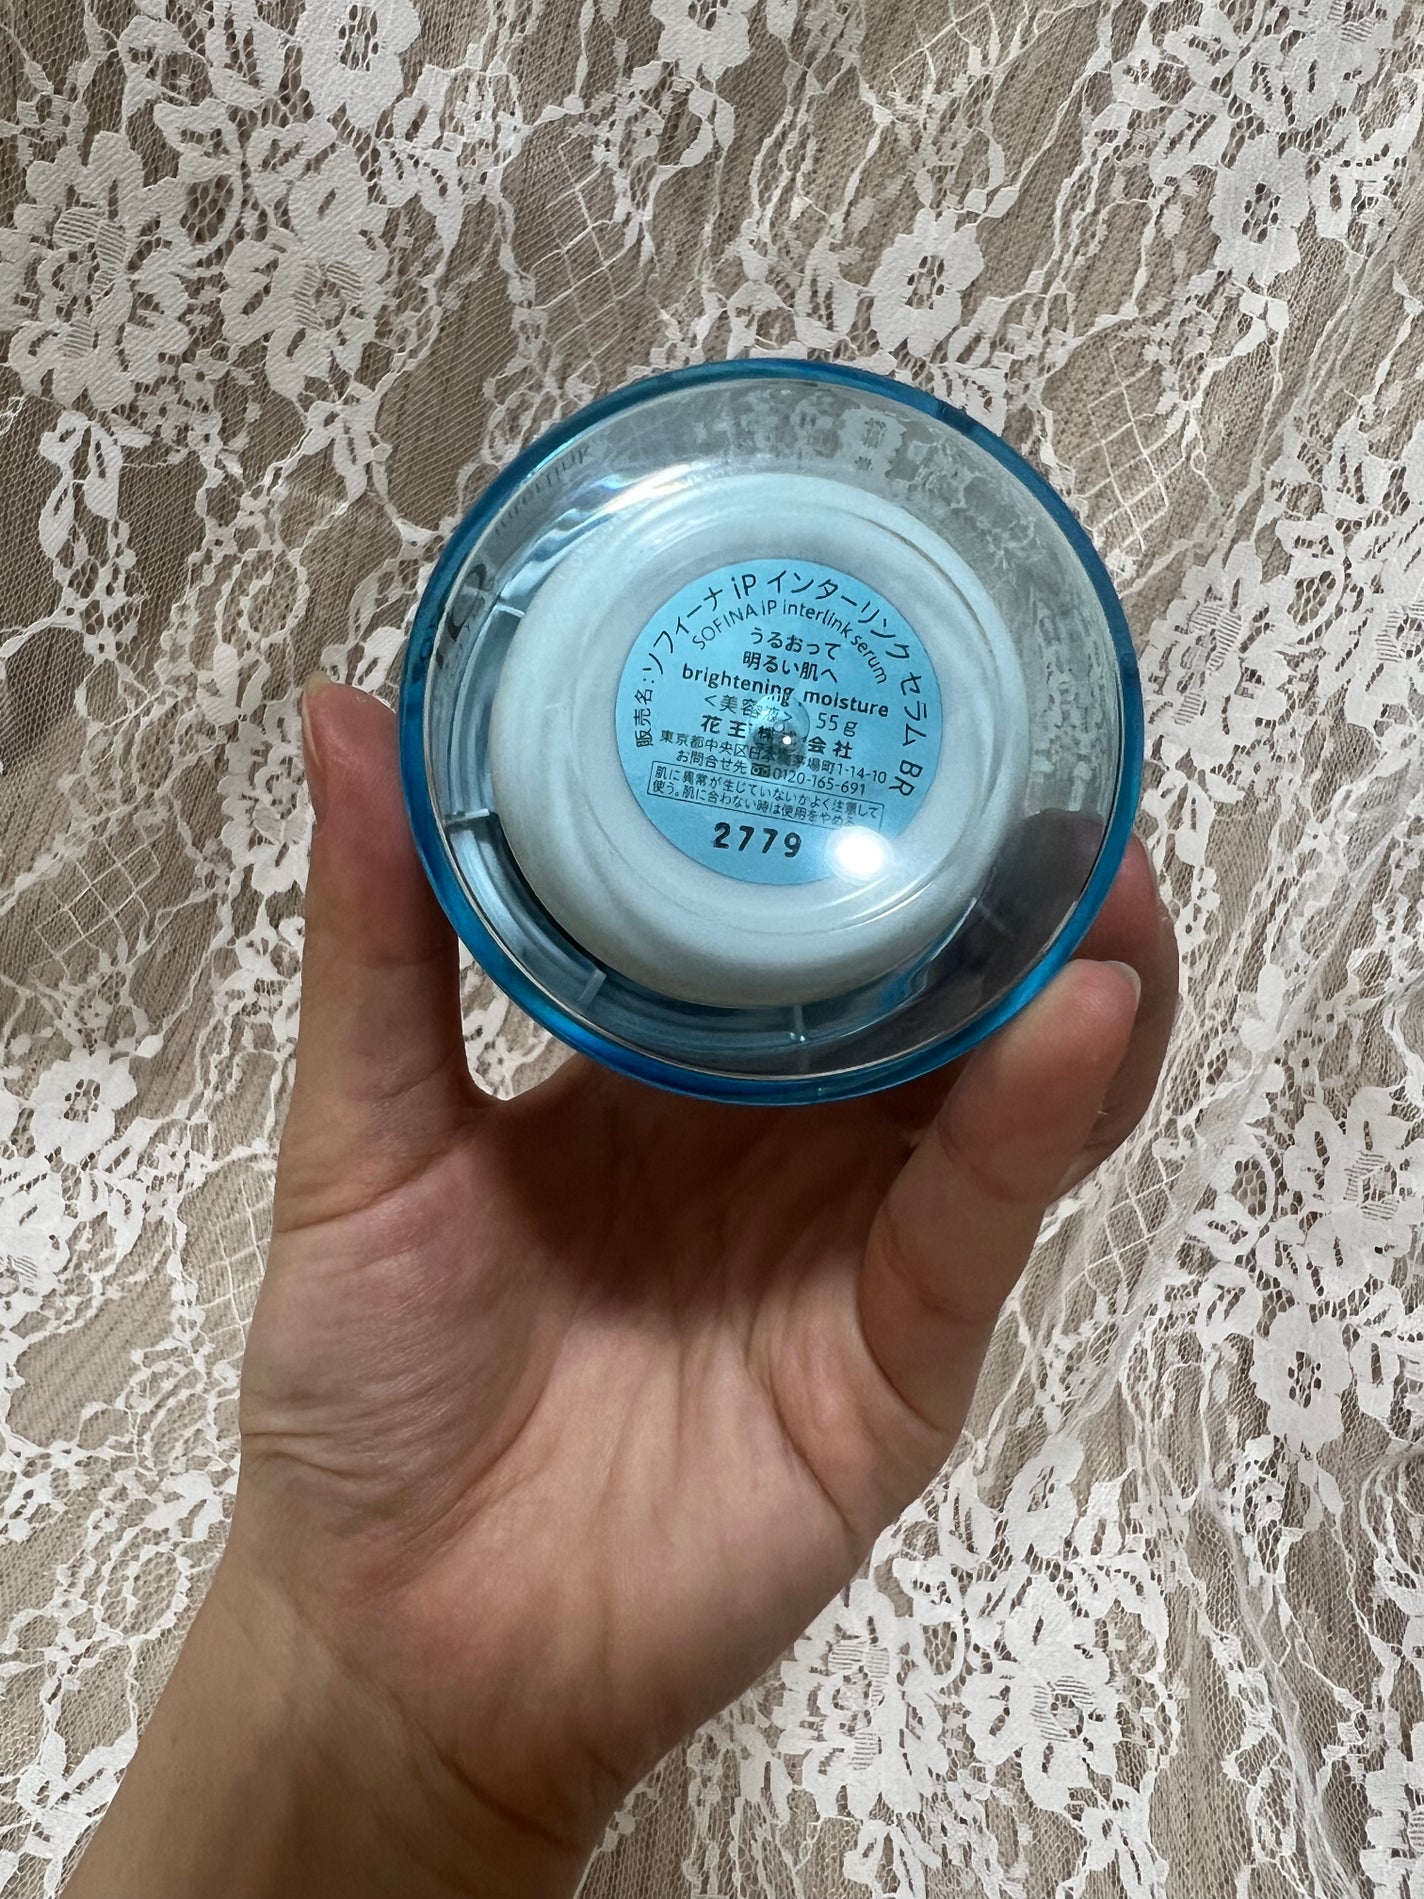 販売名:ソフィーナ iP インターリンク セラム BR
SOFINA iP interlink serum
うるおって
明るい肌へ
brightening moisture
<美容液> 55g
花王株式会社
東京都中央区日本橋茅場町1-14-10
お問合せ先 0120-165-691
肌に異常が生じていないかよく注意して
使う。肌に合わない時は使用をやめる
2779